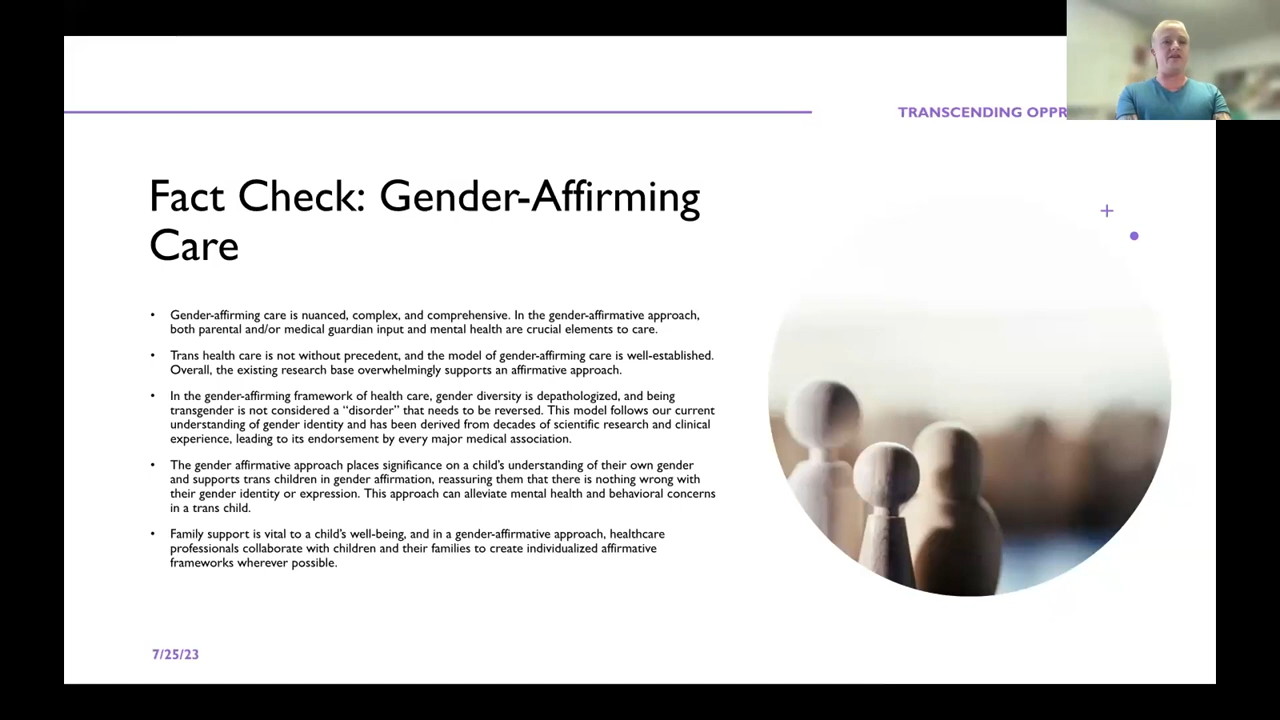 TRANSCENDING
Fact Check: Gender-Affirming
Care
• Gender-affirming care is nuanced, complex, and comprehensive. In the gender-affirmative approach,
both parental and/or medical guardian input and mental health are crucial elements to care.
• Trans health care is not without precedent, and the model of gender-affirming care is well-established.
Overall, the existing research base overwhelmingly supports an affirmative approach.
• In the gender-affirming framework of health care, gender diversity is depathologized, and being
transgender is not considered a “disorder” that needs to be reversed. This model follows our current
understanding of gender identity and has been derived from decades of scientific research and clinical
experience, leading to its endorsement by every major medical association.
• The gender affirmative approach places significance on a child’s understanding of their own gender
and supports trans children in gender affirmation, reassuring them that there is nothing wrong with
their gender identity or expression. This approach can alleviate mental health and behavioral concerns
in a trans child.
• Family support is vital to a child’s well-being, and in a gender-affirmative approach, healthcare
professionals collaborate with children and their families to create individualized affirmative
frameworks wherever possible.
7/25/23